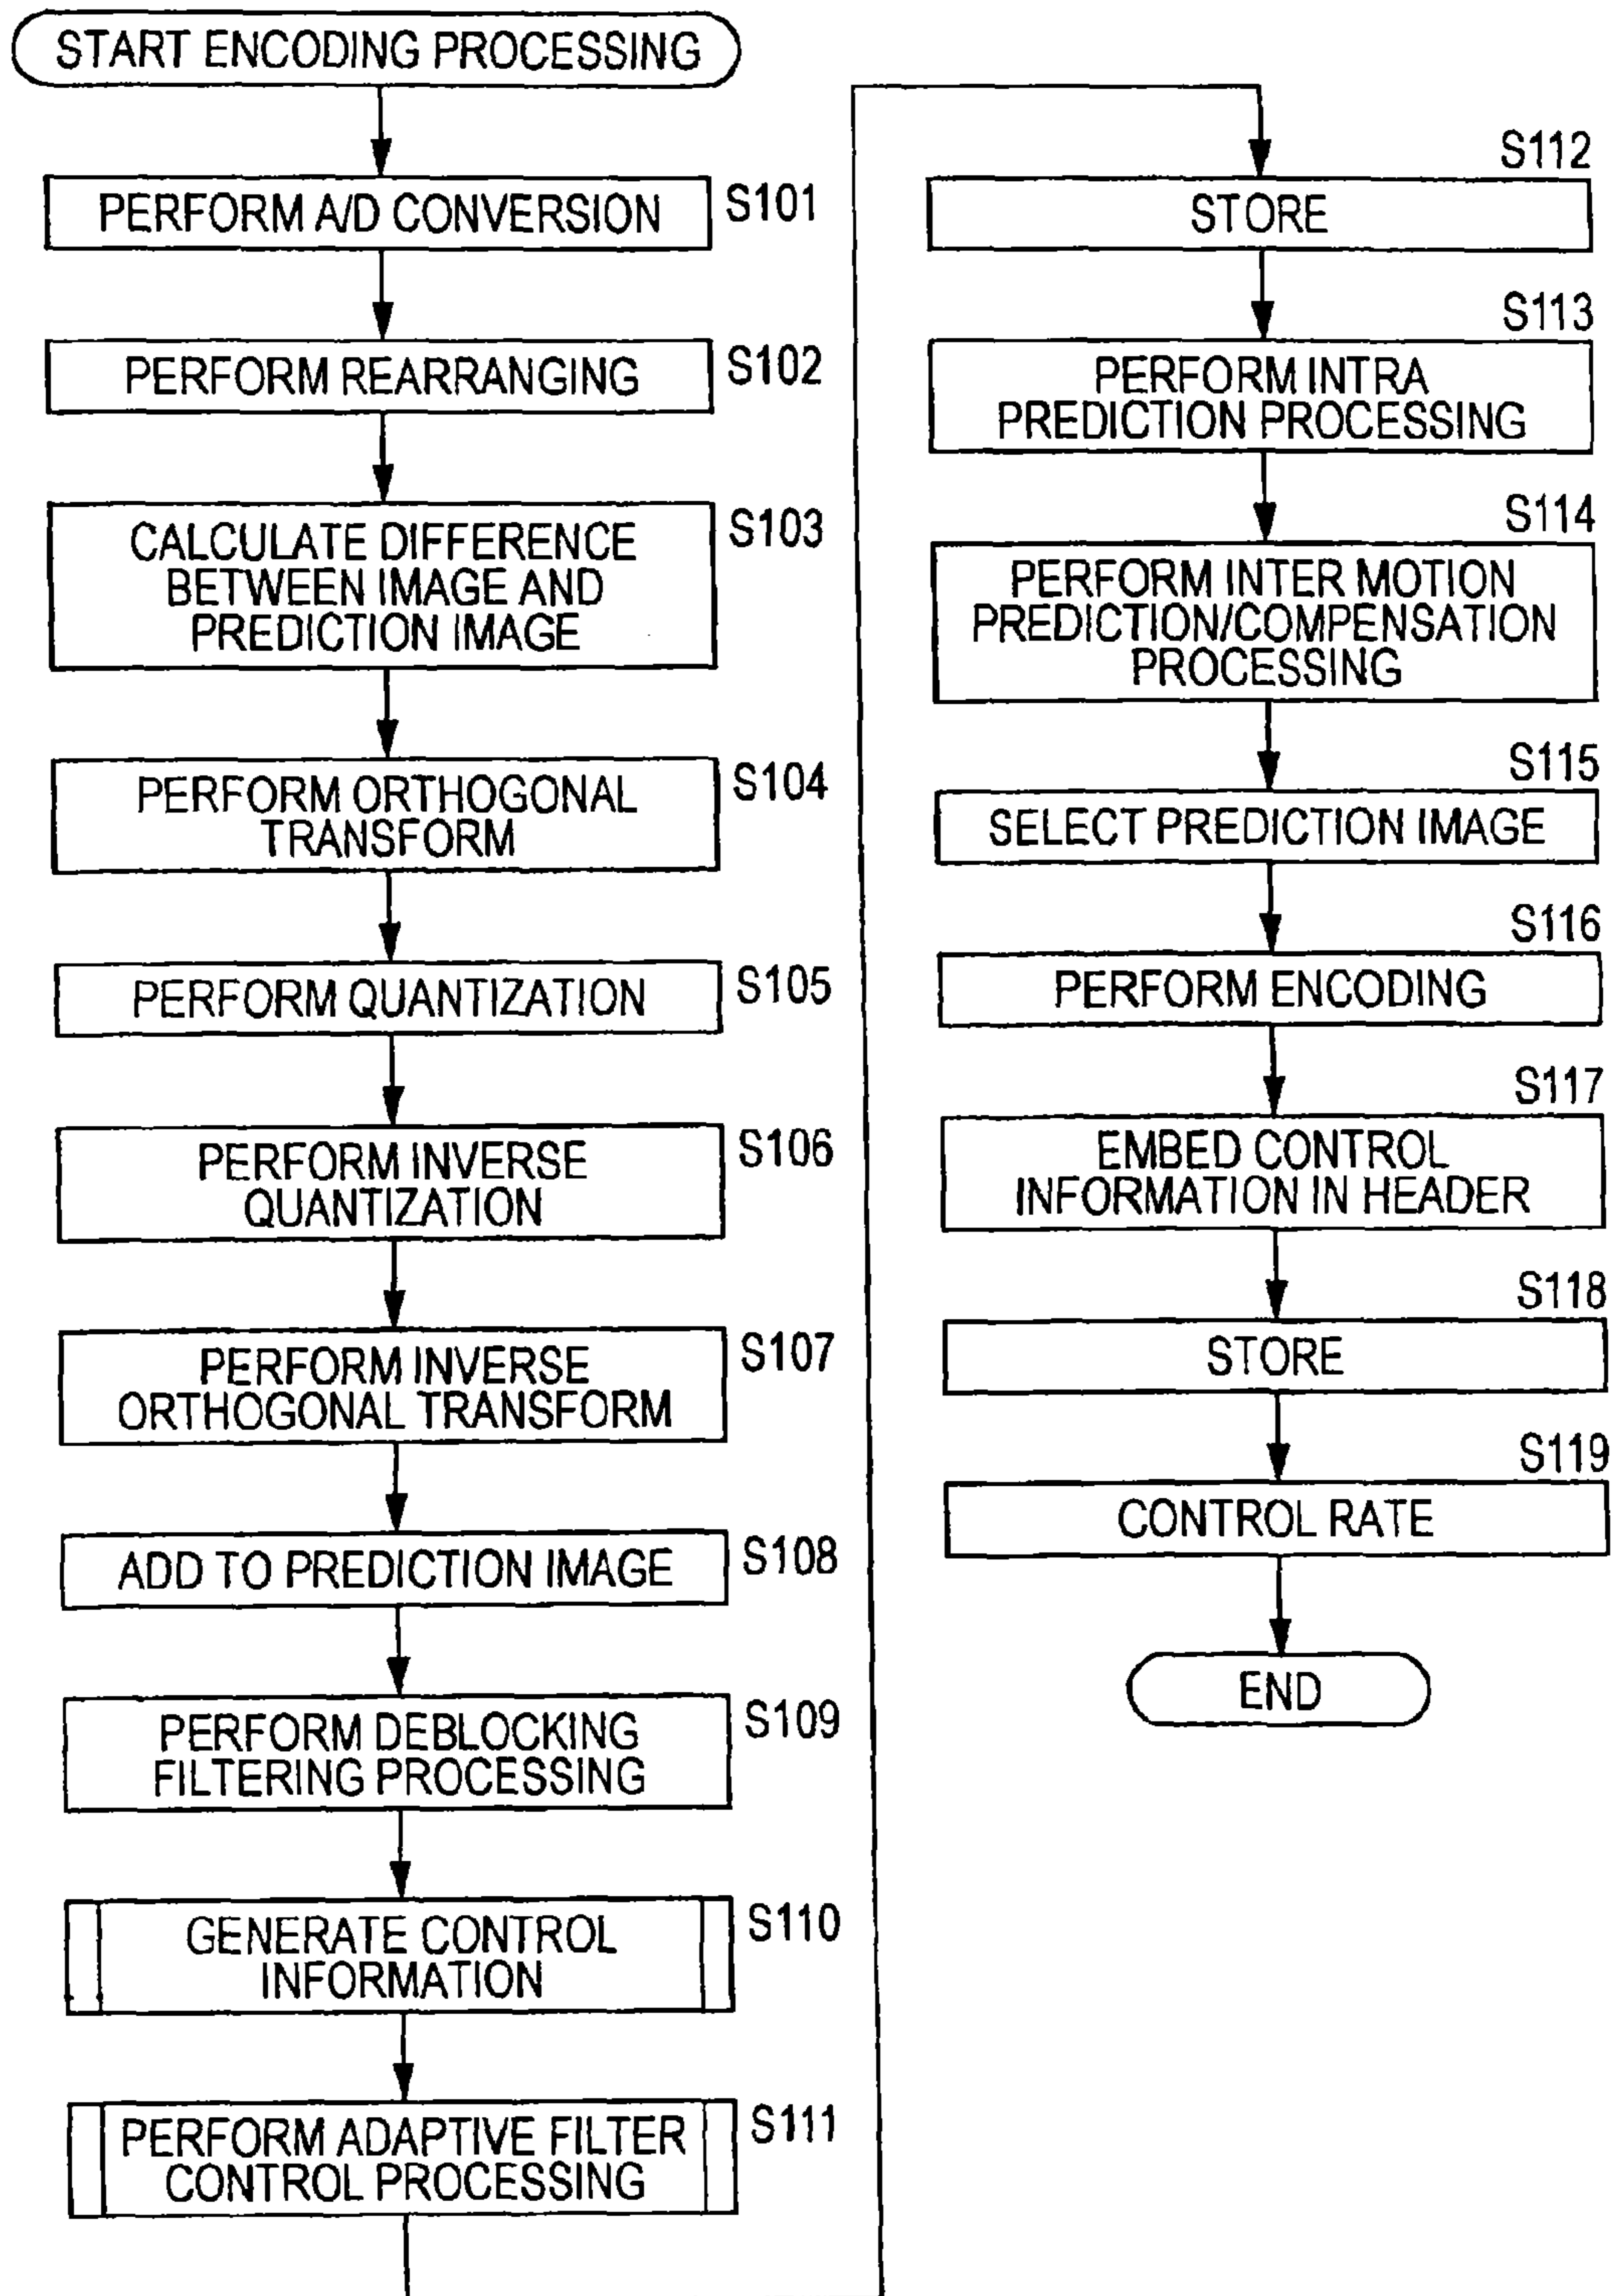 START ENCODING PROCESSING
PERFORM A/D CONVERSION
S101
PERFORM REARRANGING
S102
CALCULATE DIFFERENCE
BETWEEN IMAGE AND
PREDICTION IMAGE
S103
PERFORM ORTHOGONAL
TRANSFORM
S104
PERFORM QUANTIZATION
S105
PERFORM INVERSE
QUANTIZATION
S106
PERFORM INVERSE
ORTHOGONAL TRANSFORM
S107
ADD TO PREDICTION IMAGE
S108
PERFORM DEBLOCKING
FILTERING PROCESSING
S109
GENERATE CONTROL
INFORMATION
S110
PERFORM ADAPTIVE FILTER
CONTROL PROCESSING
S111
S112
STORE
S113
PERFORM INTRA
PREDICTION PROCESSING
S114
PERFORM INTER MOTION
PREDICTION/COMPENSATION
PROCESSING
S115
SELECT PREDICTION IMAGE
S116
PERFORM ENCODING
S117
EMBED CONTROL
INFORMATION IN HEADER
S118
STORE
S119
CONTROL RATE
END